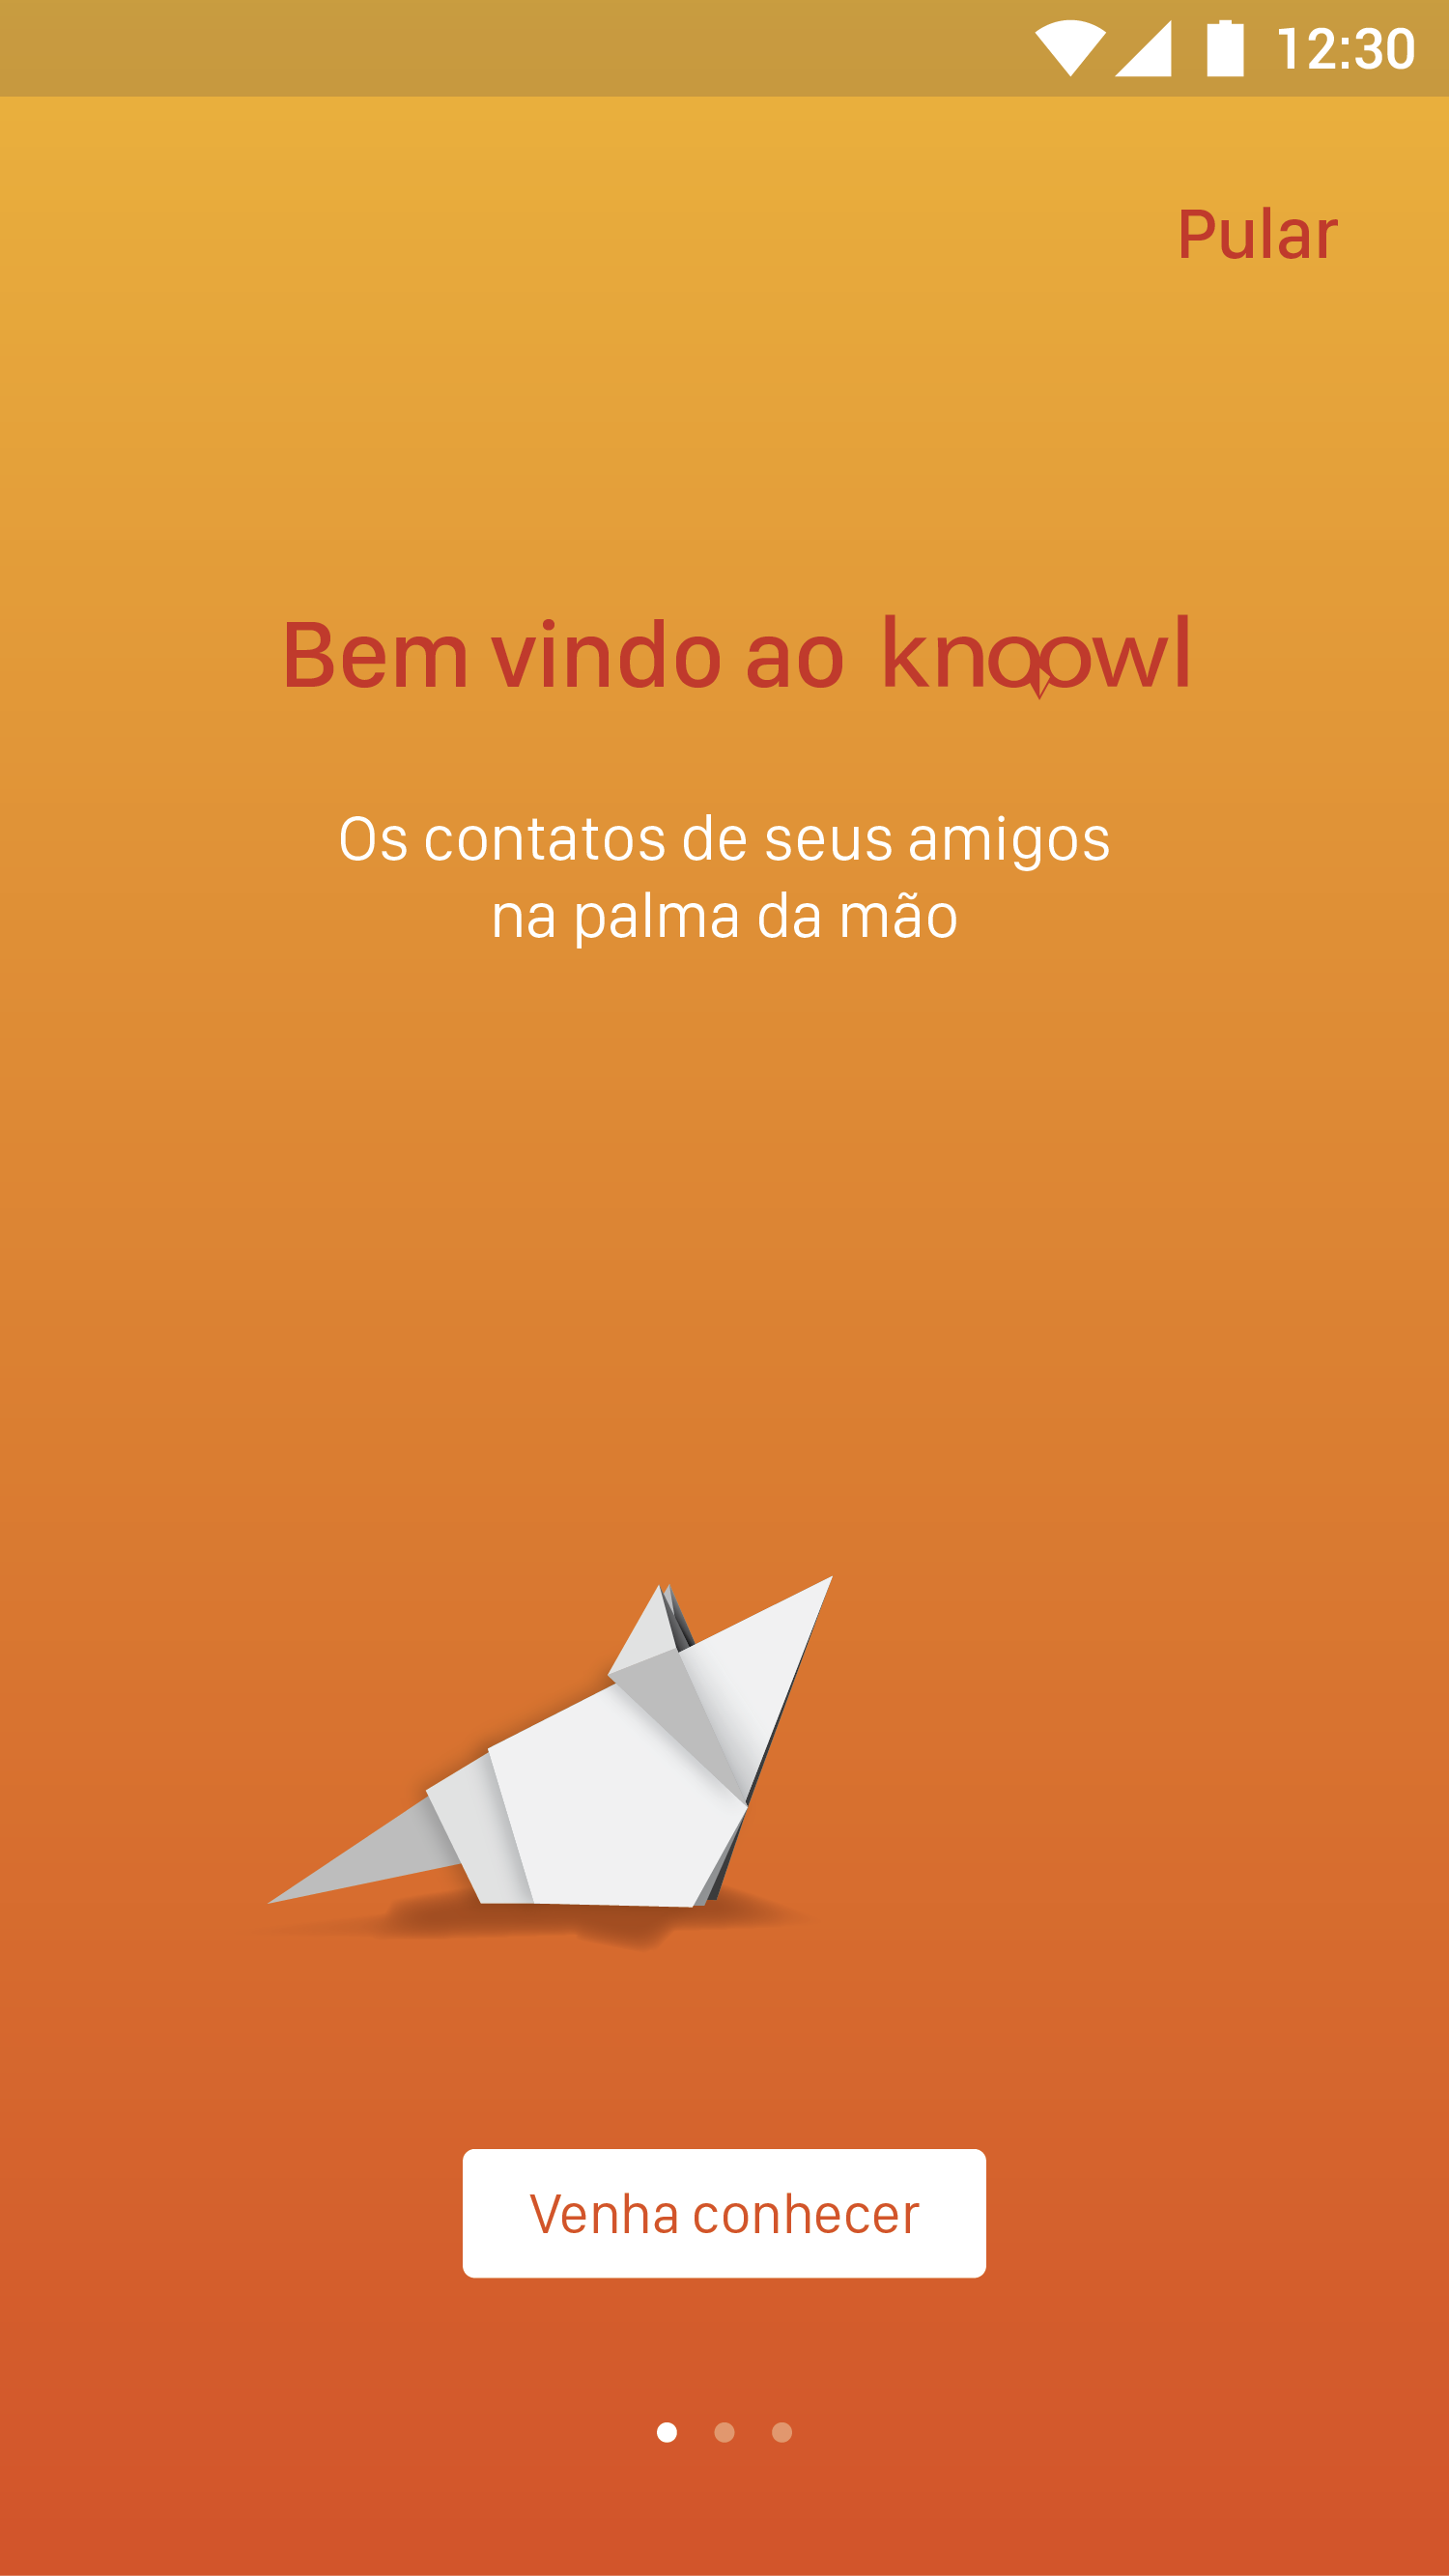 12:30
Pular
Bem vindo ao knoowl
Os contatos de seus amigos
na palma da mão
Venha conhecer